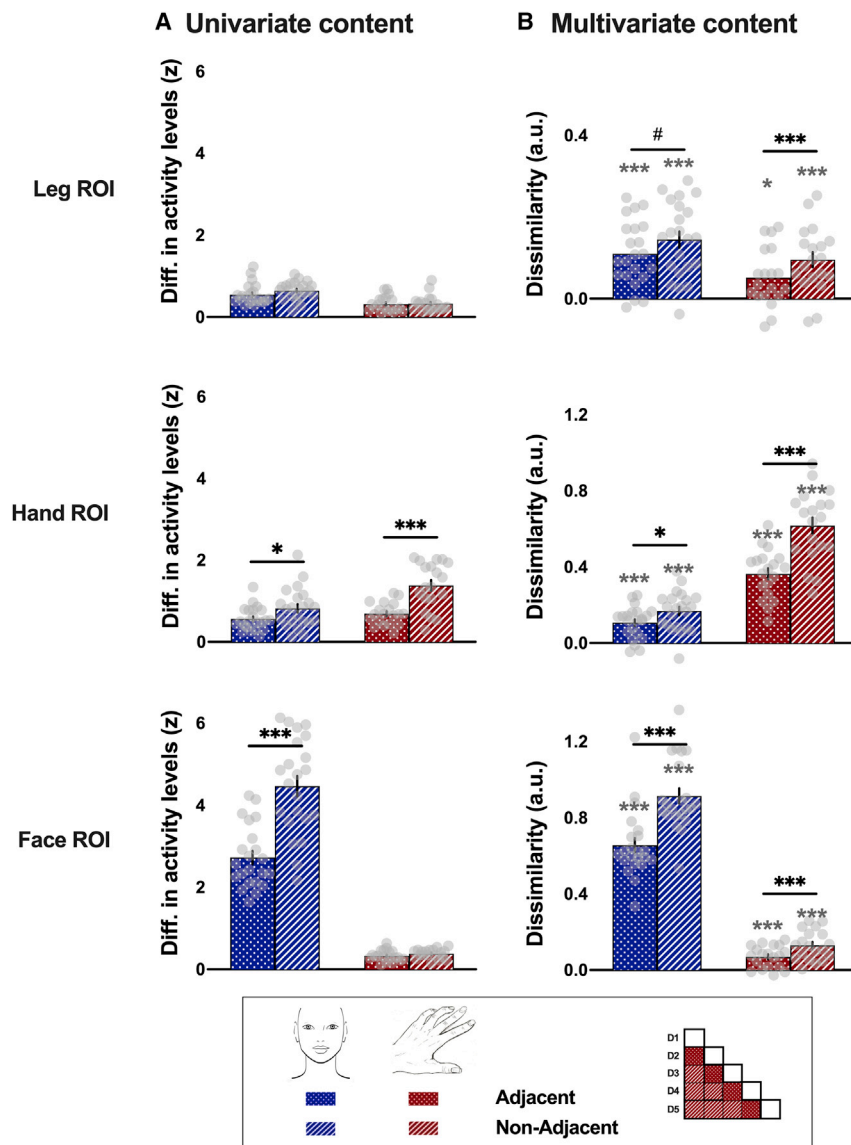 A Univariate content
B Multivariate content
Leg ROI
Diff. in activity levels (z)
6
4
2
0
Dissimilarity (a.u.)
0.4
0.0
#
***
***
***
*
***
Hand ROI
Diff. in activity levels (z)
6
4
2
0
*
***
Dissimilarity (a.u.)
1.2
0.8
0.4
0.0
*
***
***
***
***
***
Face ROI
Diff. in activity levels (z)
6
4
2
0
***
Dissimilarity (a.u.)
1.2
0.8
0.4
0.0
***
***
***
***
***
***
Adjacent
Non-Adjacent
D1
D2
D3
D4
D5